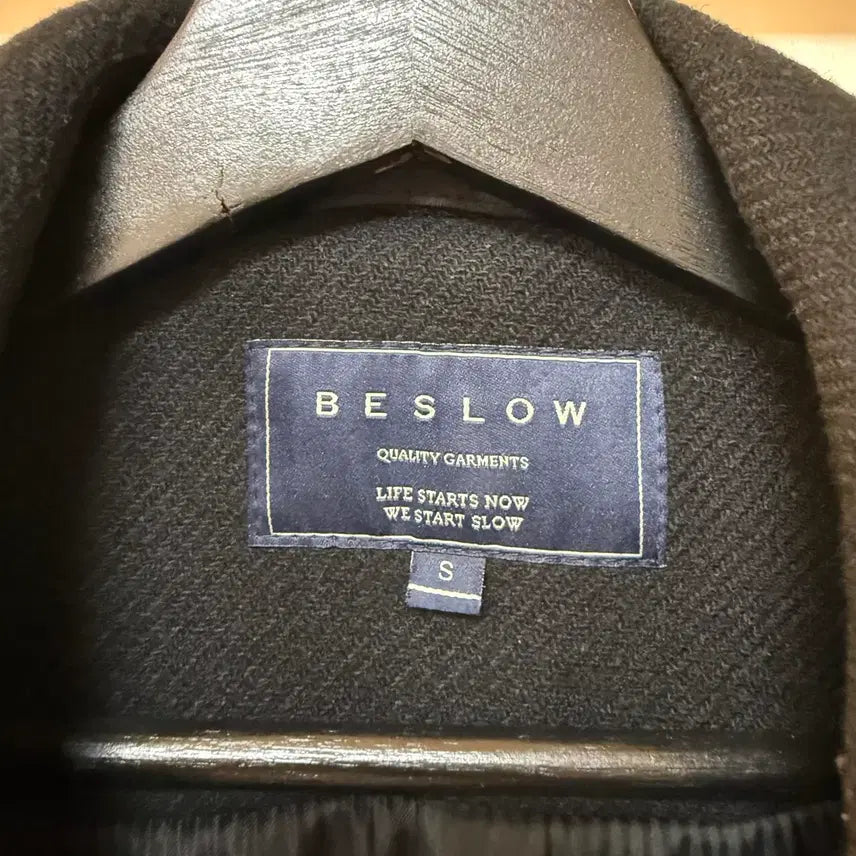 BESLOW
QUALITY GARMENTS
LIFE STARTS NOW
WE START SLOW
S